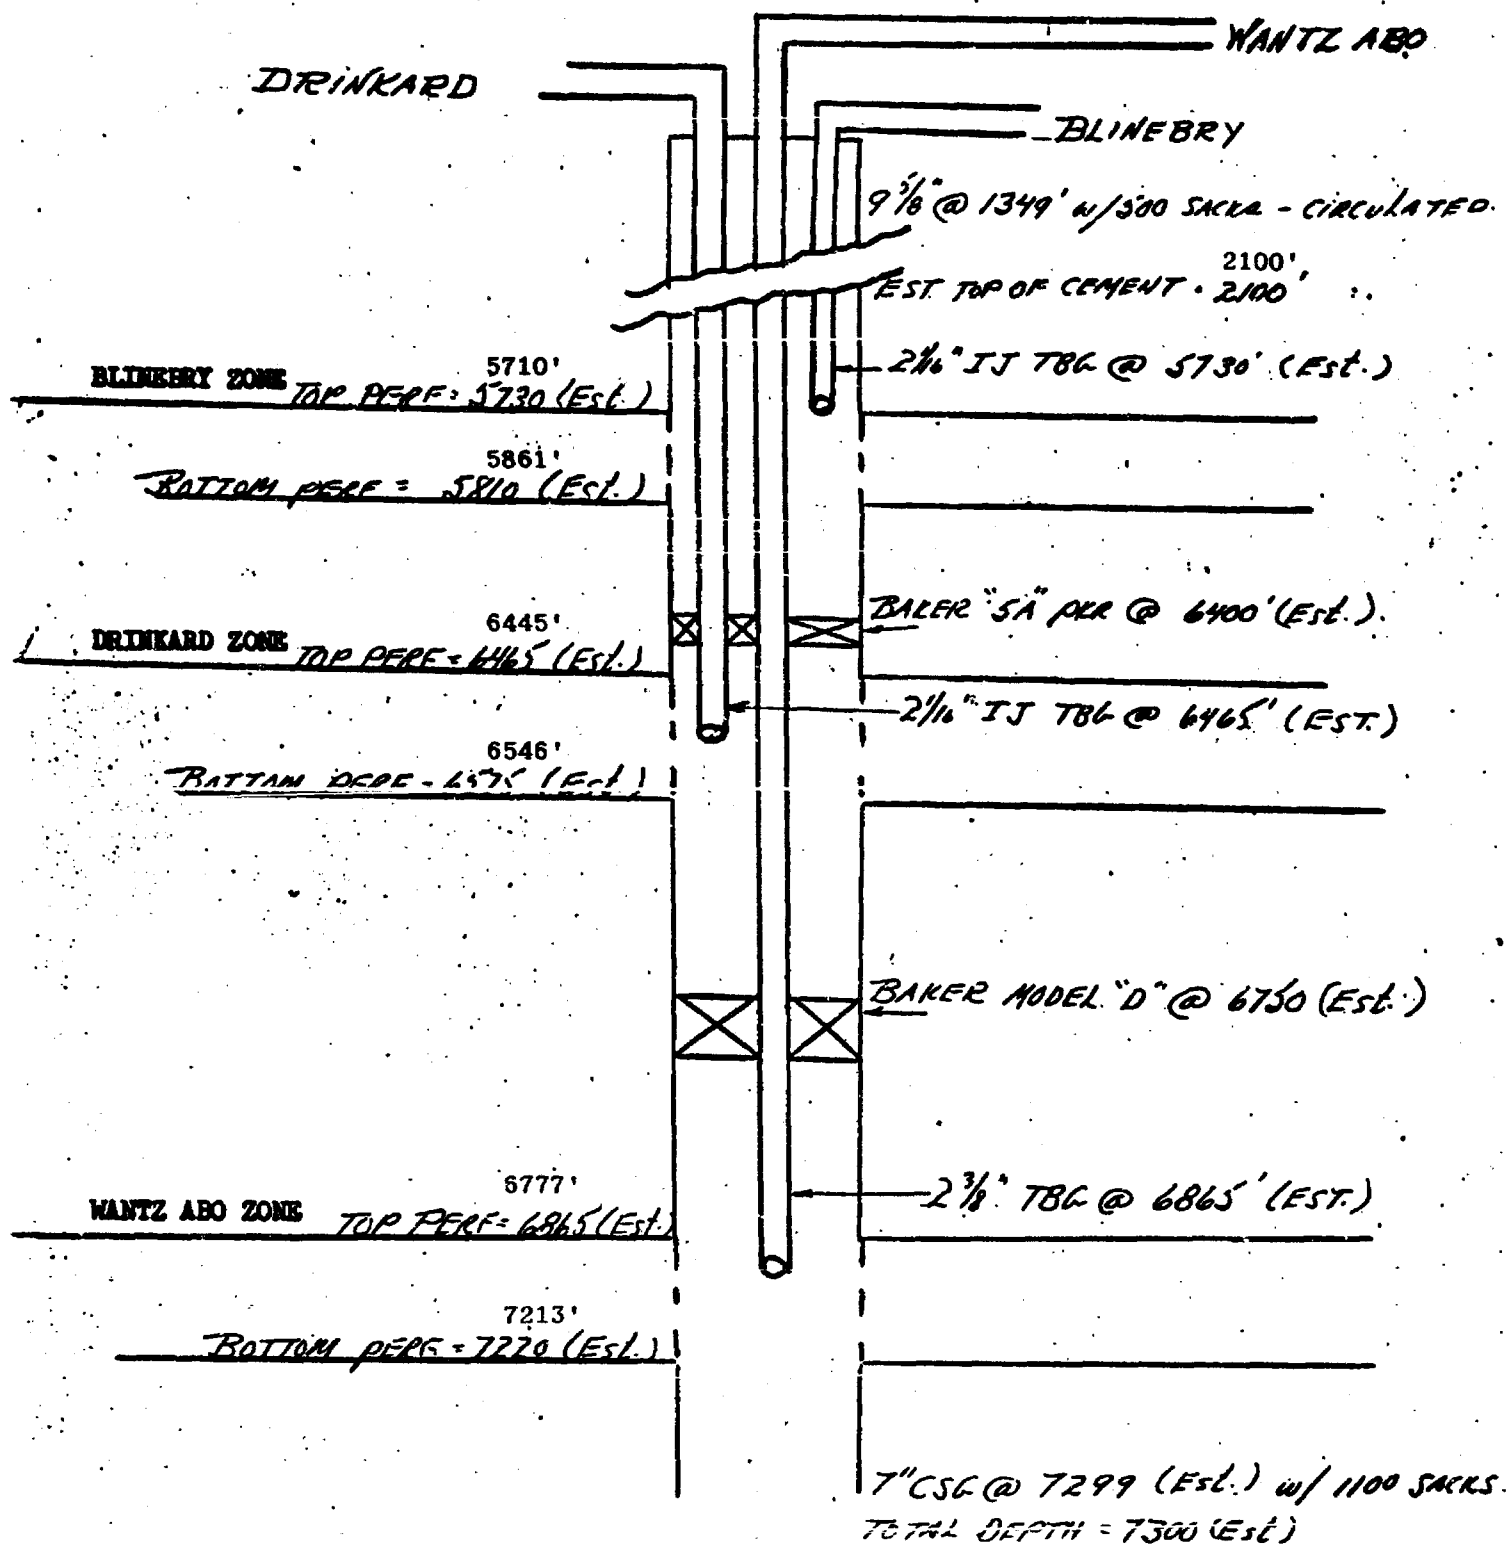 WANTZ ABO
DRINKARD
BLINEBRY
9 5/8" @ 1349' w/500 SACKS - CIRCULATED.
2100'
EST. TOP OF CEMENT. 2100'
2 1/16" IJ TBG @ 5730' (Est.)
5710'
BLINEBRY ZONE TOP PERF = 5730 (Est.)
5861'
BOTTOM PERF = 5810 (Est.)
BAKER "SA" PKR @ 6400' (Est.).
6445'
DRINKARD ZONE TOP PERF = 6465 (Est.)
2 1/16" IJ TBG @ 6465' (EST.)
6546'
BOTTOM PERF - 6575 (Est.)
BAKER MODEL "D" @ 6750 (Est.)
6777'
WANTZ ABO ZONE TOP PERF = 6865 (Est.)
2 3/8" TBG @ 6865' (EST.)
7213'
BOTTOM PERF = 7220 (Est.)
7" CSG @ 7299 (Est.) w/ 1100 SACKS.
TOTAL DEPTH = 7300 (Est)